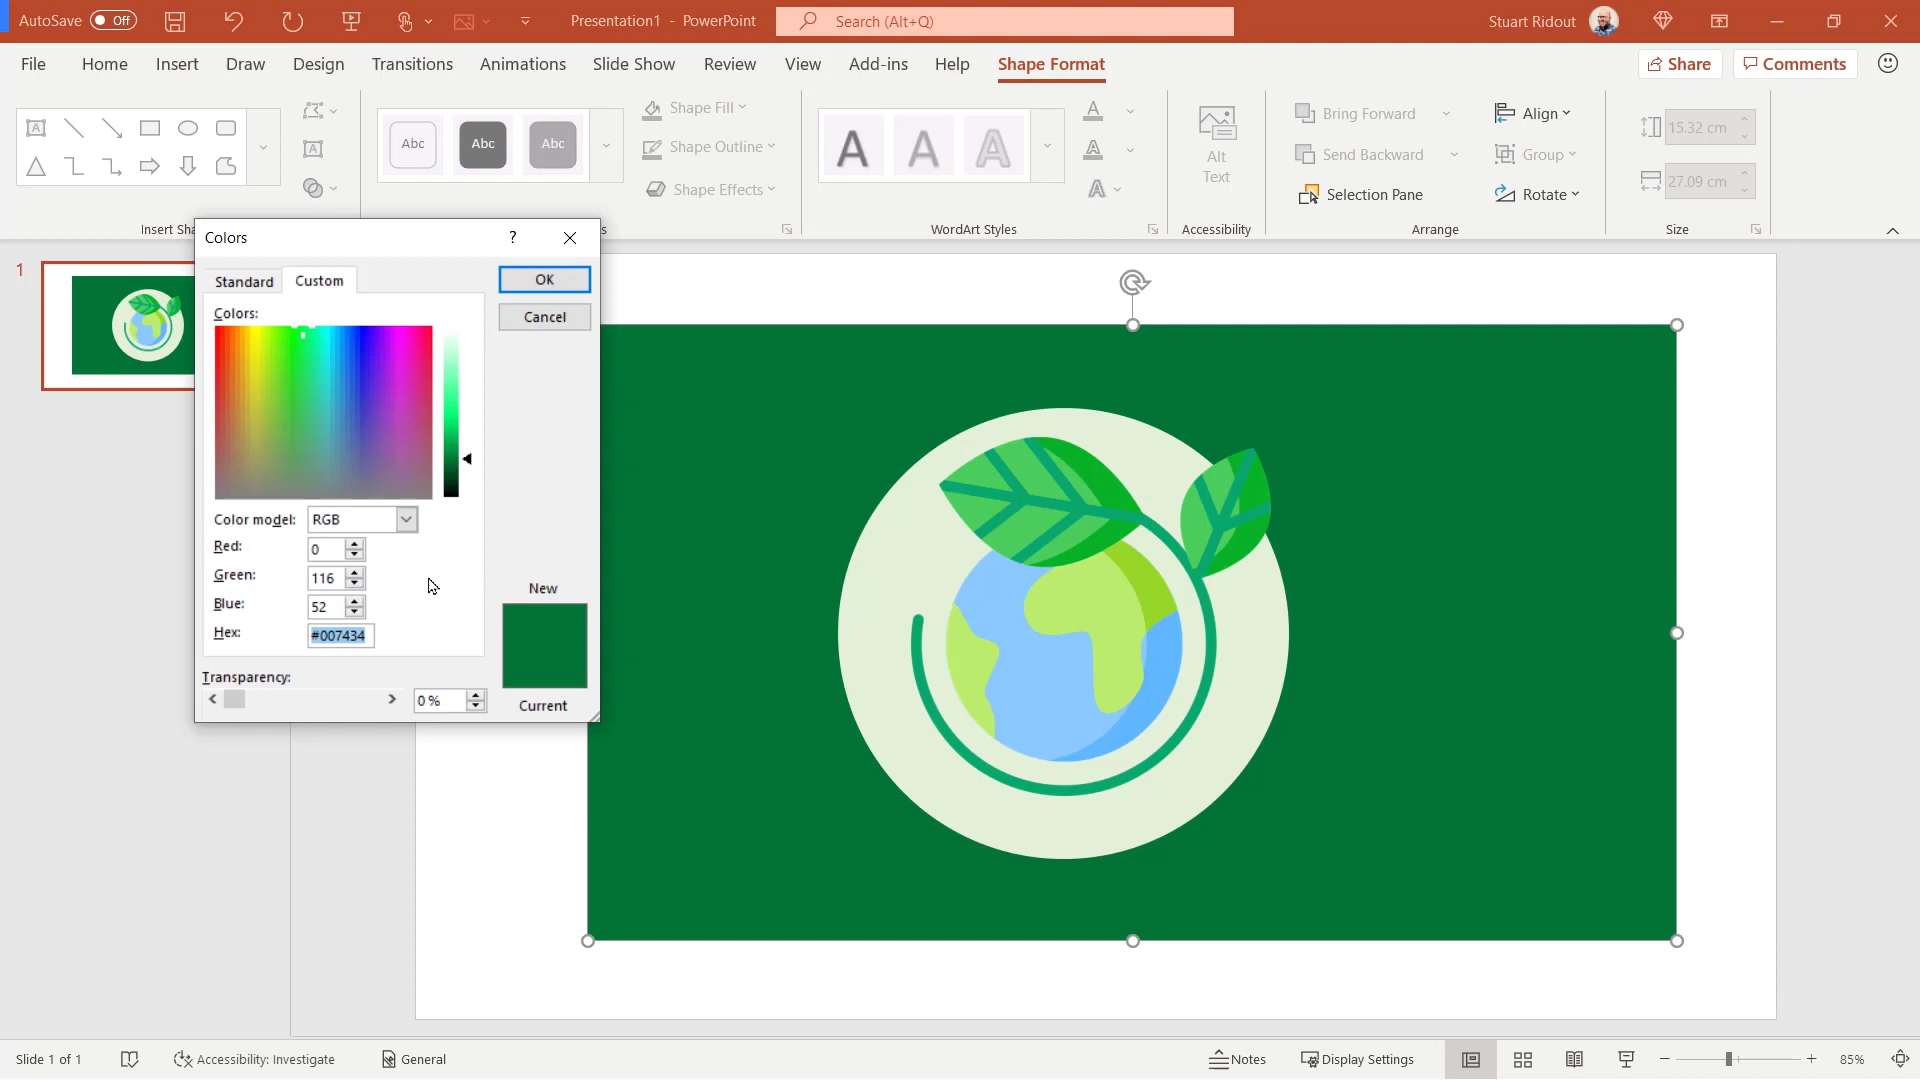 AutoSave Off Presentation1 - PowerPoint Search (Alt+Q) Stuart Ridout
File Home Insert Draw Design Transitions Animations Slide Show Review View Add-ins Help Shape Format Share Comments
A Abc Abc Abc Shape Fill A A A A Alt Text Bring Forward Align 15.32 cm
A Shape Outline A Send Backward Group
Shape Effects A Selection Pane Rotate 27.09 cm
Insert Sha s WordArt Styles Accessibility Arrange Size
1
Colors ?
Standard Custom OK
Cancel
Colors:
Color model: RGB
Red: 0
Green: 116
Blue: 52
Hex: #007434
New
Current
Transparency:
0 %
Slide 1 of 1 Accessibility: Investigate General Notes Display Settings 85%